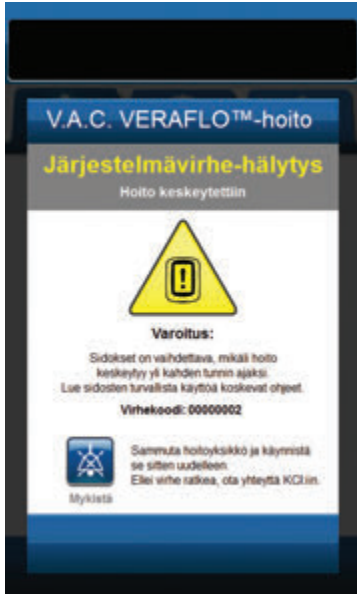 V.A.C. VERAFLO™-hoito
Järjestelmävirhe-hälytys
Hoito keskeytettiin
Varoitus:
Sidokset on vaihdettava, mikäli hoito
keskeytyy yli kahden tunnin ajaksi.
Lue sidosten turvallista käyttöä koskevat ohjeet.
Virhekoodi: 00000002
Sammuta hoitoyksikkö ja käynnistä
se sitten uudelleen.
Ellei virhe ratkea, ota yhteyttä KCI:iin.
Mykistä